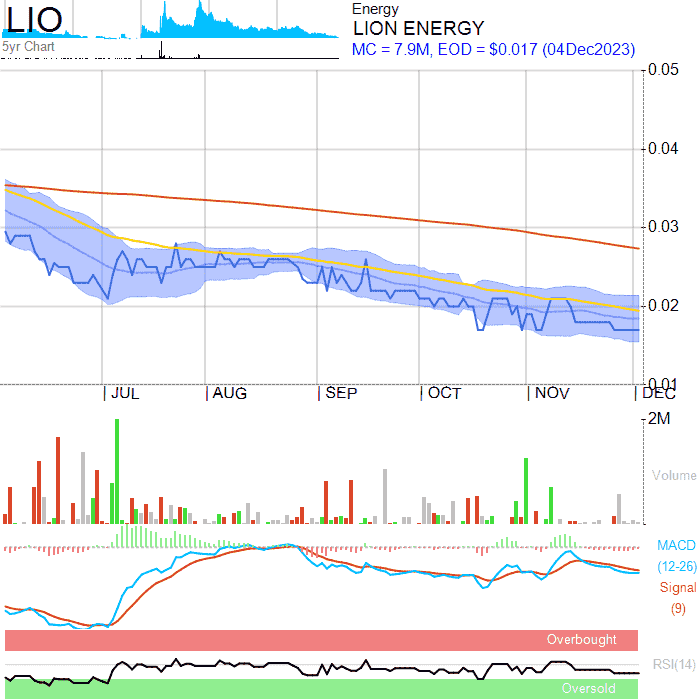 LIO
5yr Chart
Energy
LION ENERGY
MC = 7.9M, EOD = $0.017 (04Dec2023)
0.05
0.04
0.03
0.02
0.01
JUL AUG SEP OCT NOV DEC
2M
Volume
MACD
(12-26)
Signal
(9)
Overbought
RSI(14)
Oversold